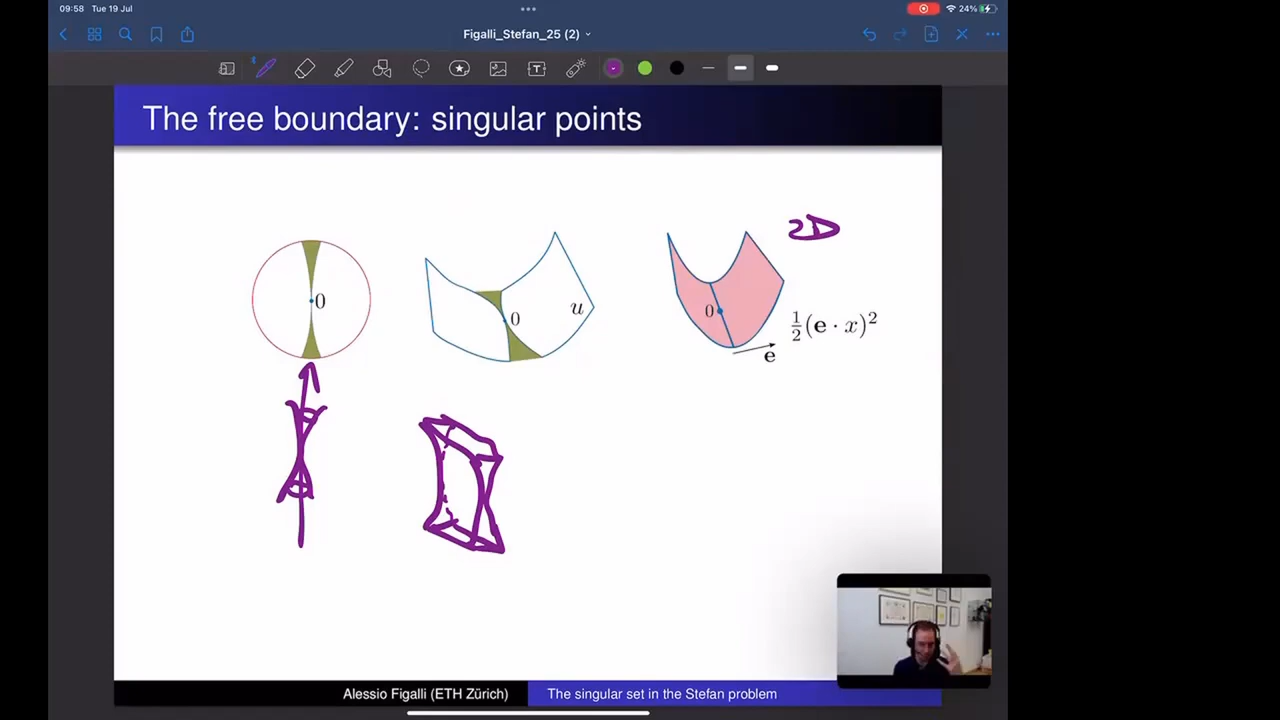 09:58 Tue 19 Jul
24%
Figalli_Stefan_25 (2)
The free boundary: singular points
2D
0
u
0
0
½(e · x)²
e
Alessio Figalli (ETH Zürich)
The singular set in the Stefan problem